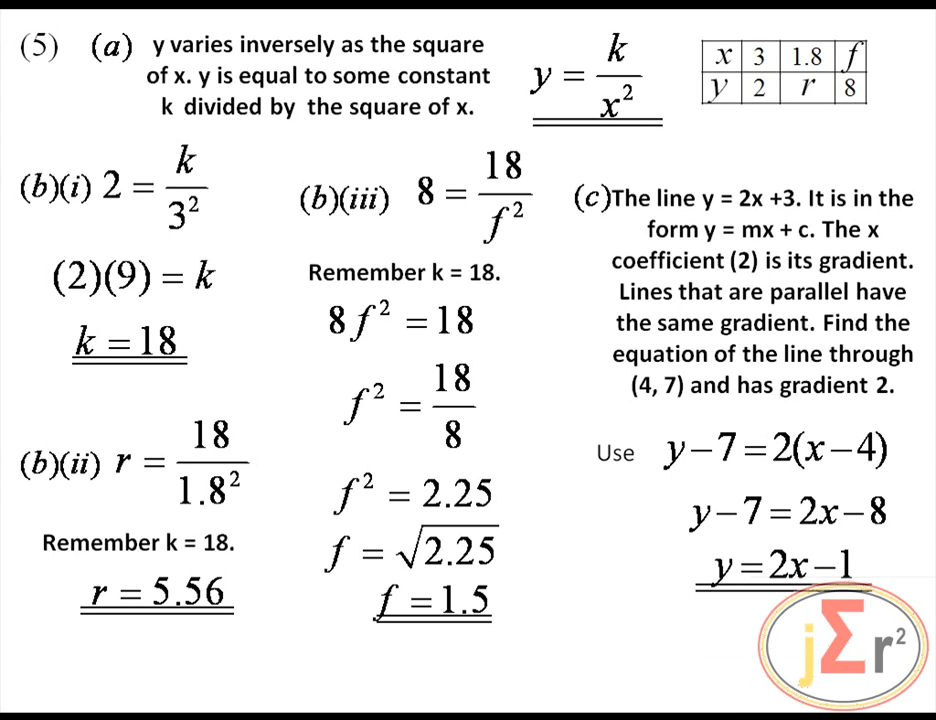 (5) (a) y varies inversely as the square
of x. y is equal to some constant
k divided by the square of x.
y = k/x²
x 3 1.8 f
y 2 r 8
(b)(i) 2 = k/3²
(2)(9) = k
k = 18
(b)(ii) r = 18/1.8²
Remember k = 18.
r = 5.56
(b)(iii) 8 = 18/f²
Remember k = 18.
8f² = 18
f² = 18/8
f² = 2.25
f = √2.25
f = 1.5
(c) The line y = 2x +3. It is in the
form y = mx + c. The x
coefficient (2) is its gradient.
Lines that are parallel have
the same gradient. Find the
equation of the line through
(4, 7) and has gradient 2.
Use y−7=2(x−4)
y−7=2x−8
y=2x−1
jΣr²